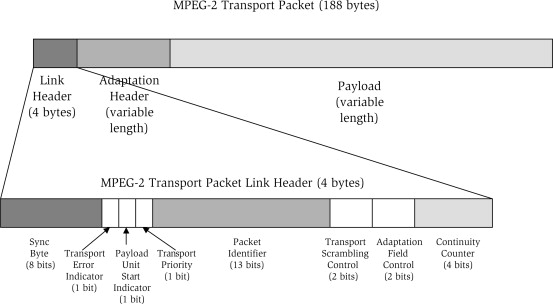 MPEG-2 Transport Packet (188 bytes)
Link
Header
(4 bytes)
Adaptation
Header
(variable
length)
Payload
(variable
length)
MPEG-2 Transport Packet Link Header (4 bytes)
Sync
Byte
(8 bits)
Transport
Error
Indicator
(1 bit)
Payload
Unit
Start
Indicator
(1 bit)
Transport
Priority
(1 bit)
Packet
Identifier
(13 bits)
Transport
Scrambling
Control
(2 bits)
Adaptation
Field
Control
(2 bits)
Continuity
Counter
(4 bits)